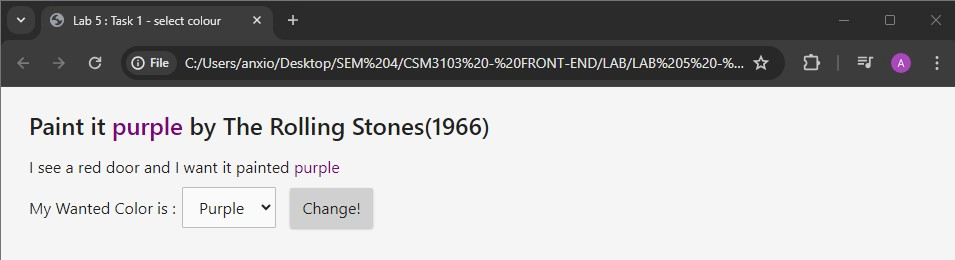 Lab 5 : Task 1 - select colour
File C:/Users/anxio/Desktop/SEM%204/CSM3103%20-%20FRONT-END/LAB/LAB%205%20-%... A
Paint it purple by The Rolling Stones(1966)
I see a red door and I want it painted purple
My Wanted Color is : Purple Change!